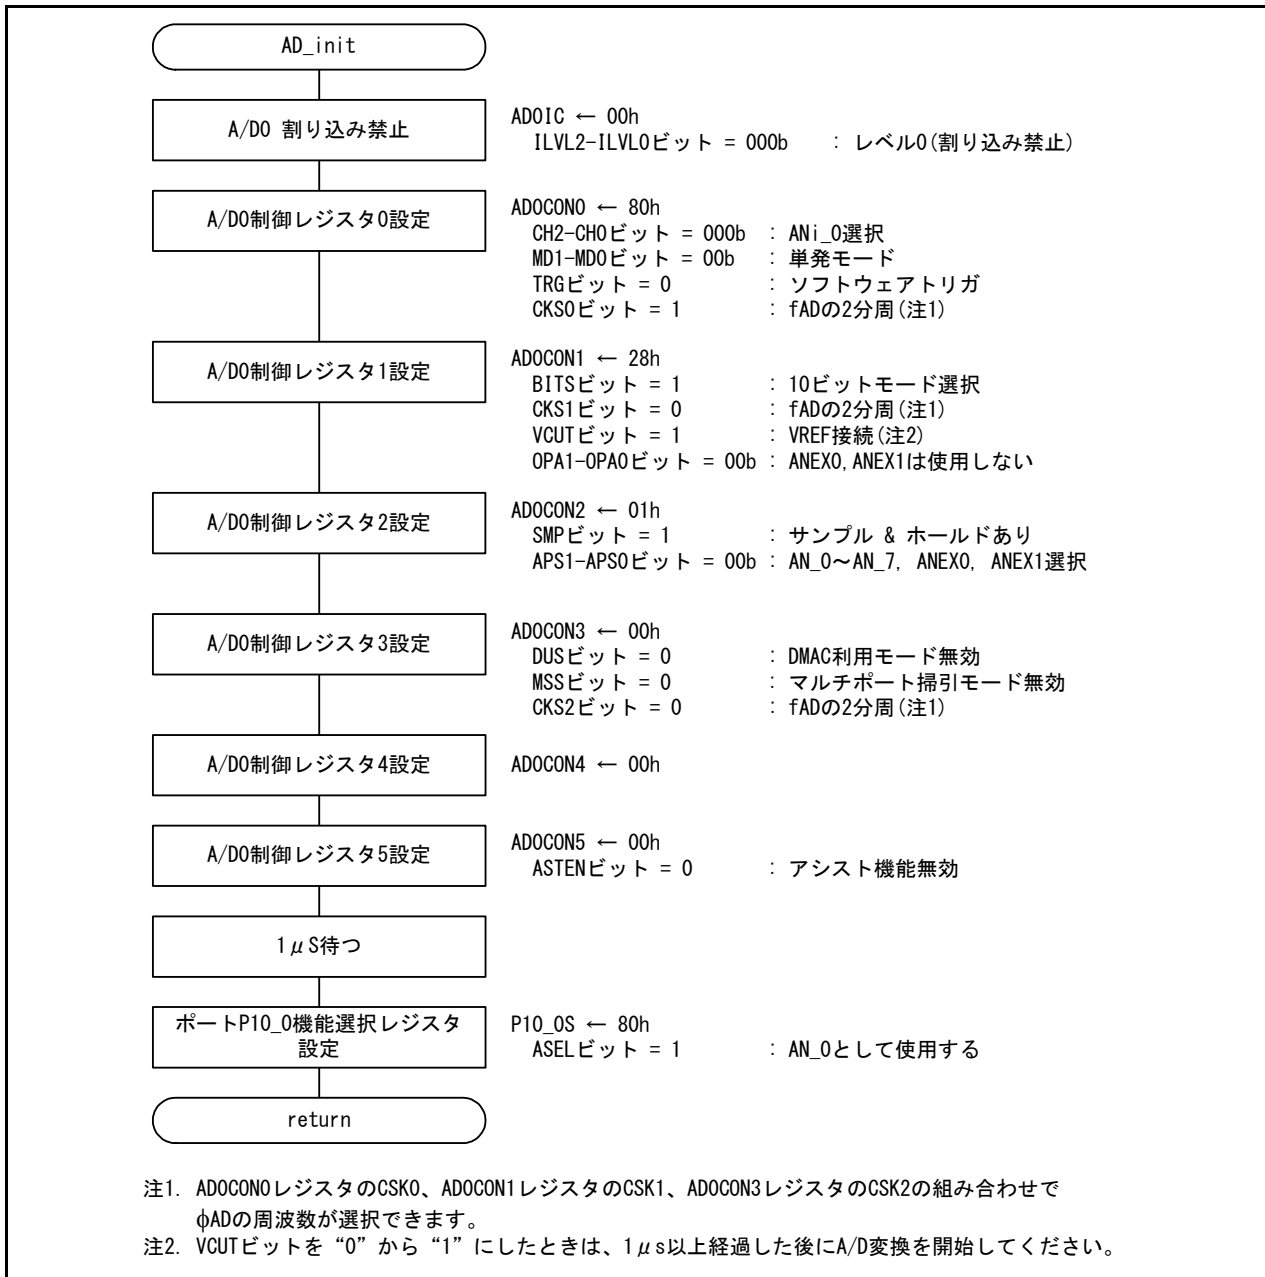 AD_init
A/D0 割り込み禁止
AD0IC ← 00h
ILVL2-ILVL0ビット = 000b : レベル0(割り込み禁止)
A/D0制御レジスタ0設定
AD0CON0 ← 80h
CH2-CH0ビット = 000b : ANi_0選択
MD1-MD0ビット = 00b : 単発モード
TRGビット = 0 : ソフトウェアトリガ
CKS0ビット = 1 : fADの2分周(注1)
A/D0制御レジスタ1設定
AD0CON1 ← 28h
BITSビット = 1 : 10ビットモード選択
CKS1ビット = 0 : fADの2分周(注1)
VCUTビット = 1 : VREF接続(注2)
OPA1-OPA0ビット = 00b : ANEX0,ANEX1は使用しない
A/D0制御レジスタ2設定
AD0CON2 ← 01h
SMPビット = 1 : サンプル & ホールドあり
APS1-APS0ビット = 00b : AN_0～AN_7, ANEX0, ANEX1選択
A/D0制御レジスタ3設定
AD0CON3 ← 00h
DUSビット = 0 : DMAC利用モード無効
MSSビット = 0 : マルチポート掃引モード無効
CKS2ビット = 0 : fADの2分周(注1)
A/D0制御レジスタ4設定
AD0CON4 ← 00h
A/D0制御レジスタ5設定
AD0CON5 ← 00h
ASTENビット = 0 : アシスト機能無効
1μS待つ
ポートP10_0機能選択レジスタ
設定
P10_0S ← 80h
ASELビット = 1 : AN_0として使用する
return
注1. AD0CON0レジスタのCSK0、AD0CON1レジスタのCSK1、AD0CON3レジスタのCSK2の組み合わせで
φADの周波数が選択できます。
注2. VCUTビットを“0”から“1”にしたときは、1μs以上経過した後にA/D変換を開始してください。